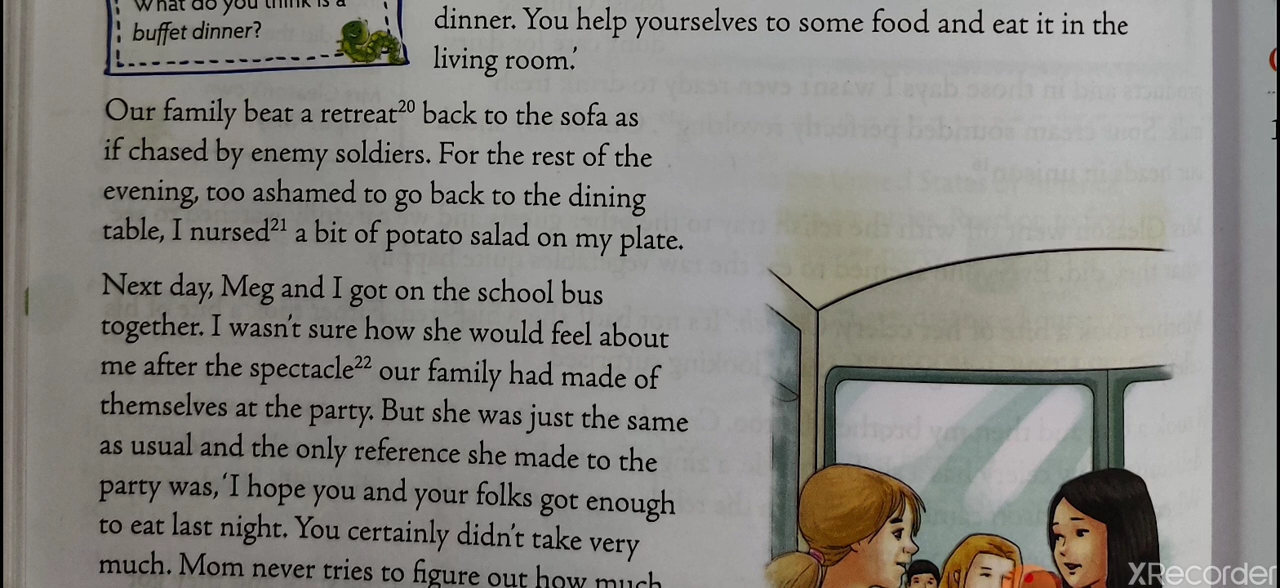 What do you think is a
buffet dinner?
dinner. You help yourselves to some food and eat it in the
living room.'
Our family beat a retreat20 back to the sofa as
if chased by enemy soldiers. For the rest of the
evening, too ashamed to go back to the dining
table, I nursed21 a bit of potato salad on my plate.
Next day, Meg and I got on the school bus
together. I wasn't sure how she would feel about
me after the spectacle22 our family had made of
themselves at the party. But she was just the same
as usual and the only reference she made to the
party was, 'I hope you and your folks got enough
to eat last night. You certainly didn't take very
much. Mom never tries to figure out how much
XRecorder